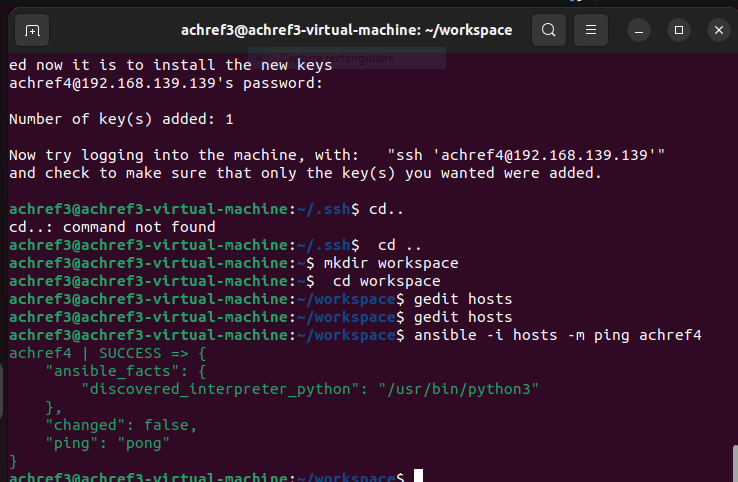 achref3@achref3-virtual-machine: ~/workspace
ed now it is to install the new keys
achref4@192.168.139.139's password:
Number of key(s) added: 1
Now try logging into the machine, with:   "ssh 'achref4@192.168.139.139'"
and check to make sure that only the key(s) you wanted were added.
achref3@achref3-virtual-machine:~/.ssh$ cd..
cd..: command not found
achref3@achref3-virtual-machine:~/.ssh$  cd ..
achref3@achref3-virtual-machine:~$ mkdir workspace
achref3@achref3-virtual-machine:~$  cd workspace
achref3@achref3-virtual-machine:~/workspace$ gedit hosts
achref3@achref3-virtual-machine:~/workspace$ gedit hosts
achref3@achref3-virtual-machine:~/workspace$ ansible -i hosts -m ping achref4
achref4 | SUCCESS => {
    "ansible_facts": {
        "discovered_interpreter_python": "/usr/bin/python3"
    },
    "changed": false,
    "ping": "pong"
}
achref3@achref3-virtual-machine:~/workspace$